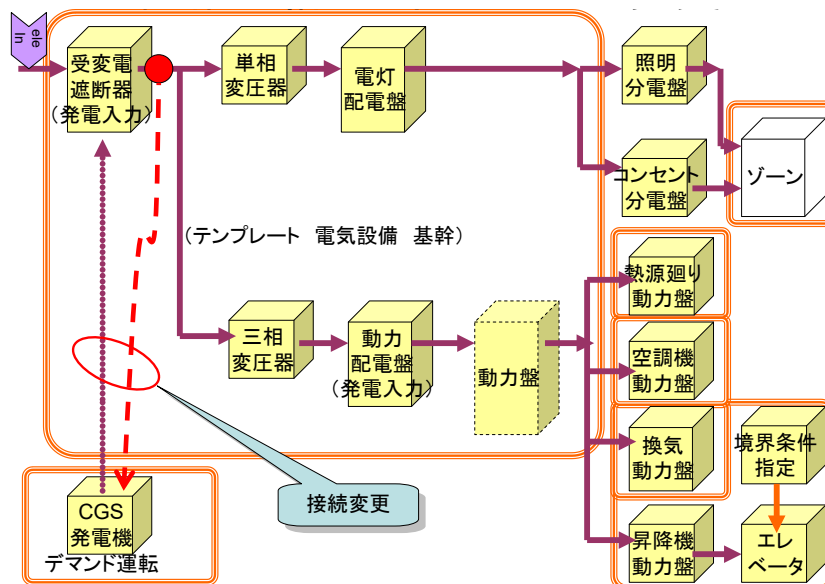 ele
In
受変電
遮断器
(発電入力)
単相
変圧器
電灯
配電盤
照明
分電盤
コンセント
分電盤
ゾーン
(テンプレート 電気設備 基幹)
三相
変圧器
動力
配電盤
(発電入力)
動力盤
熱源廻り
動力盤
空調機
動力盤
換気
動力盤
境界条件
指定
昇降機
動力盤
エレ
ベータ
接続変更
CGS
発電機
デマンド運転